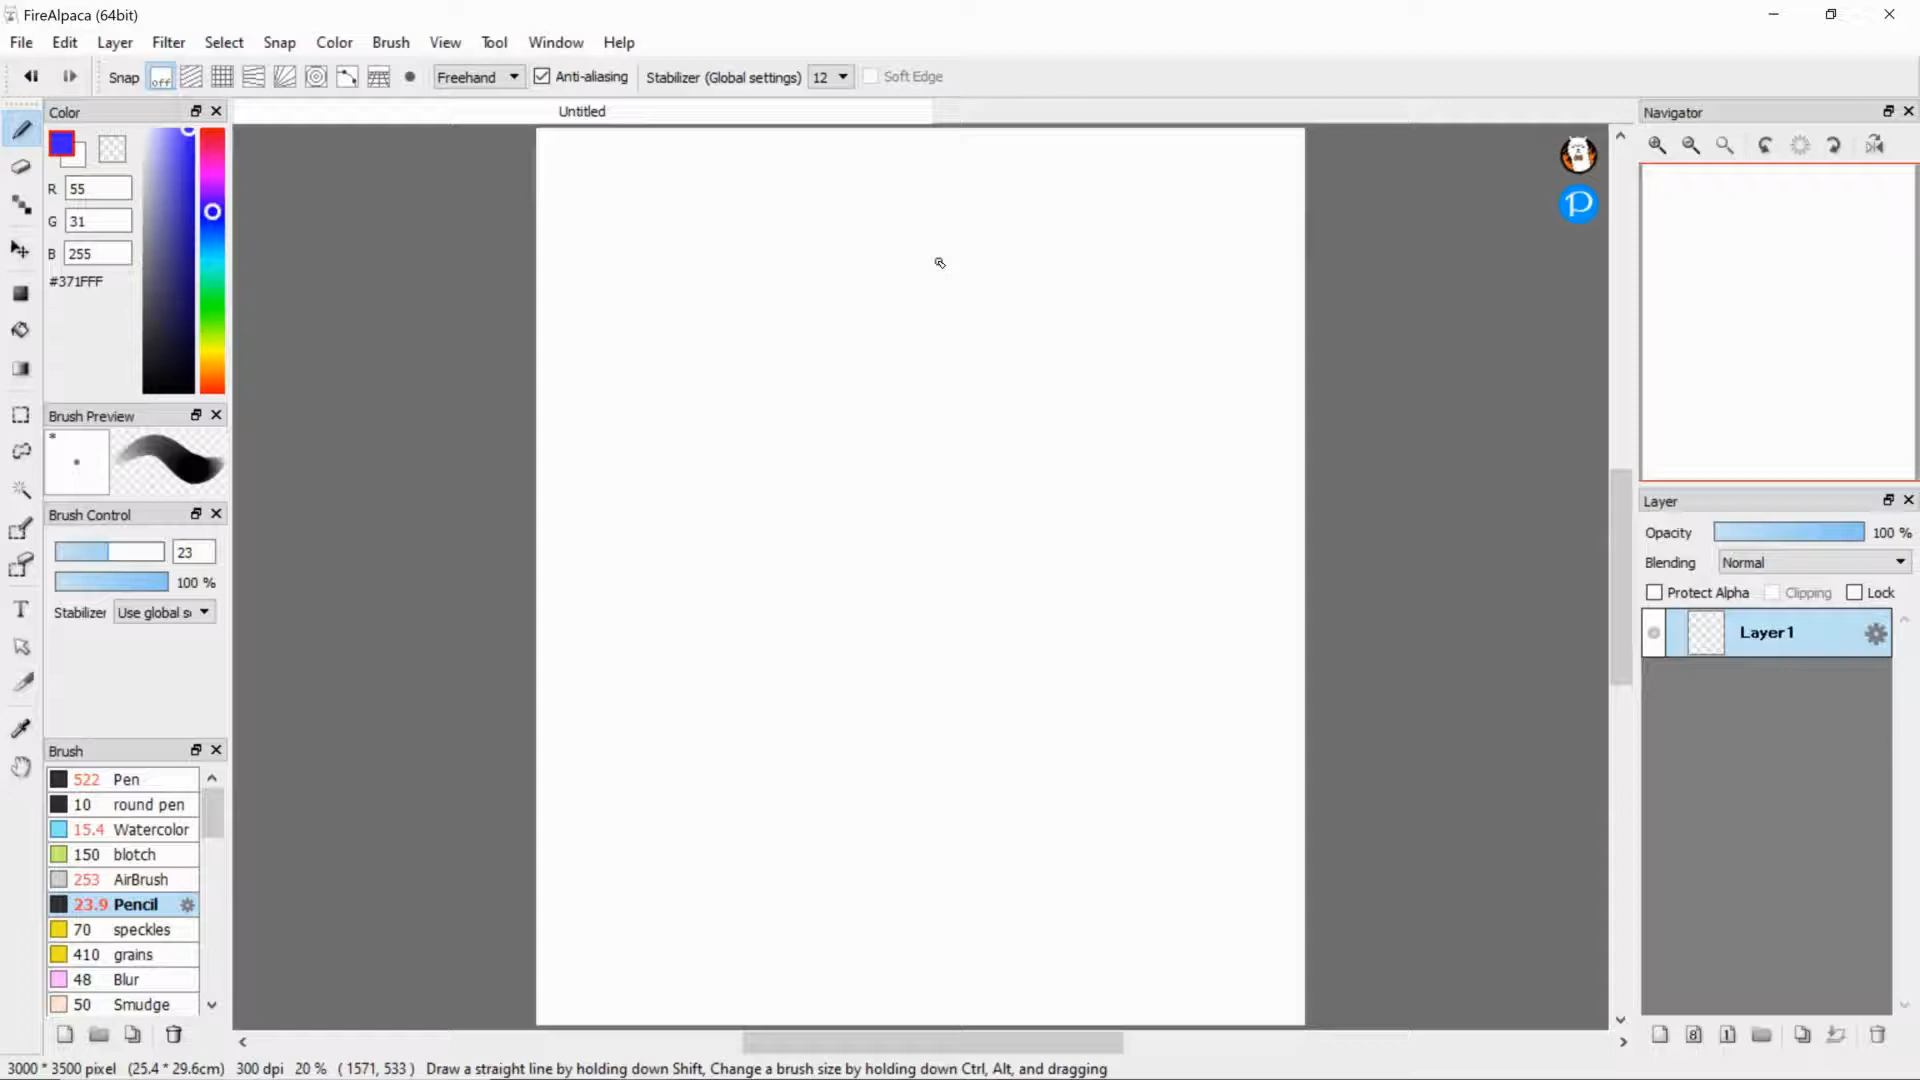 FireAlpaca (64bit)
File Edit Layer Filter Select Snap Color Brush View Tool Window Help
Snap off Freehand Anti-aliasing Stabilizer (Global settings) 12 Soft Edge
Color
R 55
G 31
B 255
#371FFF
Brush Preview
*
Brush Control
23
100 %
Stabilizer Use global s
Brush
522 Pen
10 round pen
15.4 Watercolor
150 blotch
253 AirBrush
23.9 Pencil
70 speckles
410 grains
48 Blur
50 Smudge
Untitled
P
Navigator
Layer
Opacity 100 %
Blending Normal
Protect Alpha Clipping Lock
Layer1
8 1
3000 * 3500 pixel (25.4 * 29.6cm) 300 dpi 20 % ( 1571, 533 ) Draw a straight line by holding down Shift, Change a brush size by holding down Ctrl, Alt, and dragging